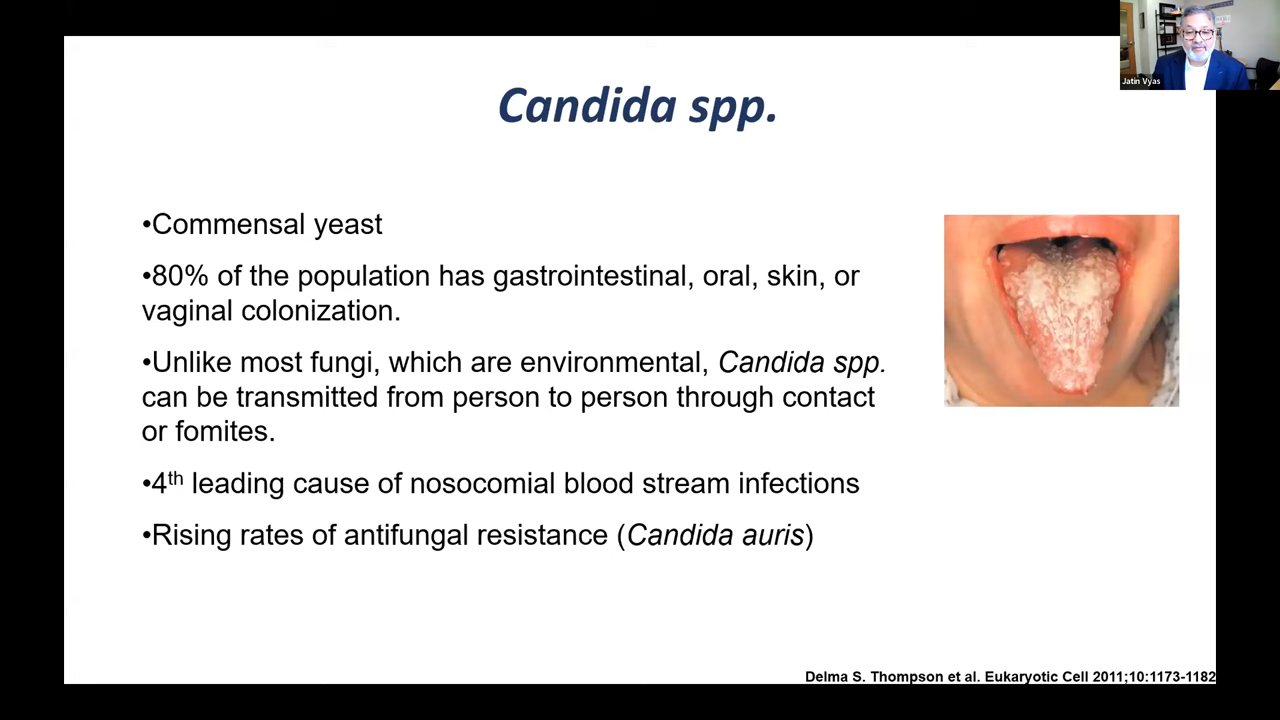 Jatin Vyas
Candida spp.
•Commensal yeast
•80% of the population has gastrointestinal, oral, skin, or
vaginal colonization.
•Unlike most fungi, which are environmental, Candida spp.
can be transmitted from person to person through contact
or fomites.
•4th leading cause of nosocomial blood stream infections
•Rising rates of antifungal resistance (Candida auris)
Delma S. Thompson et al. Eukaryotic Cell 2011;10:1173-1182